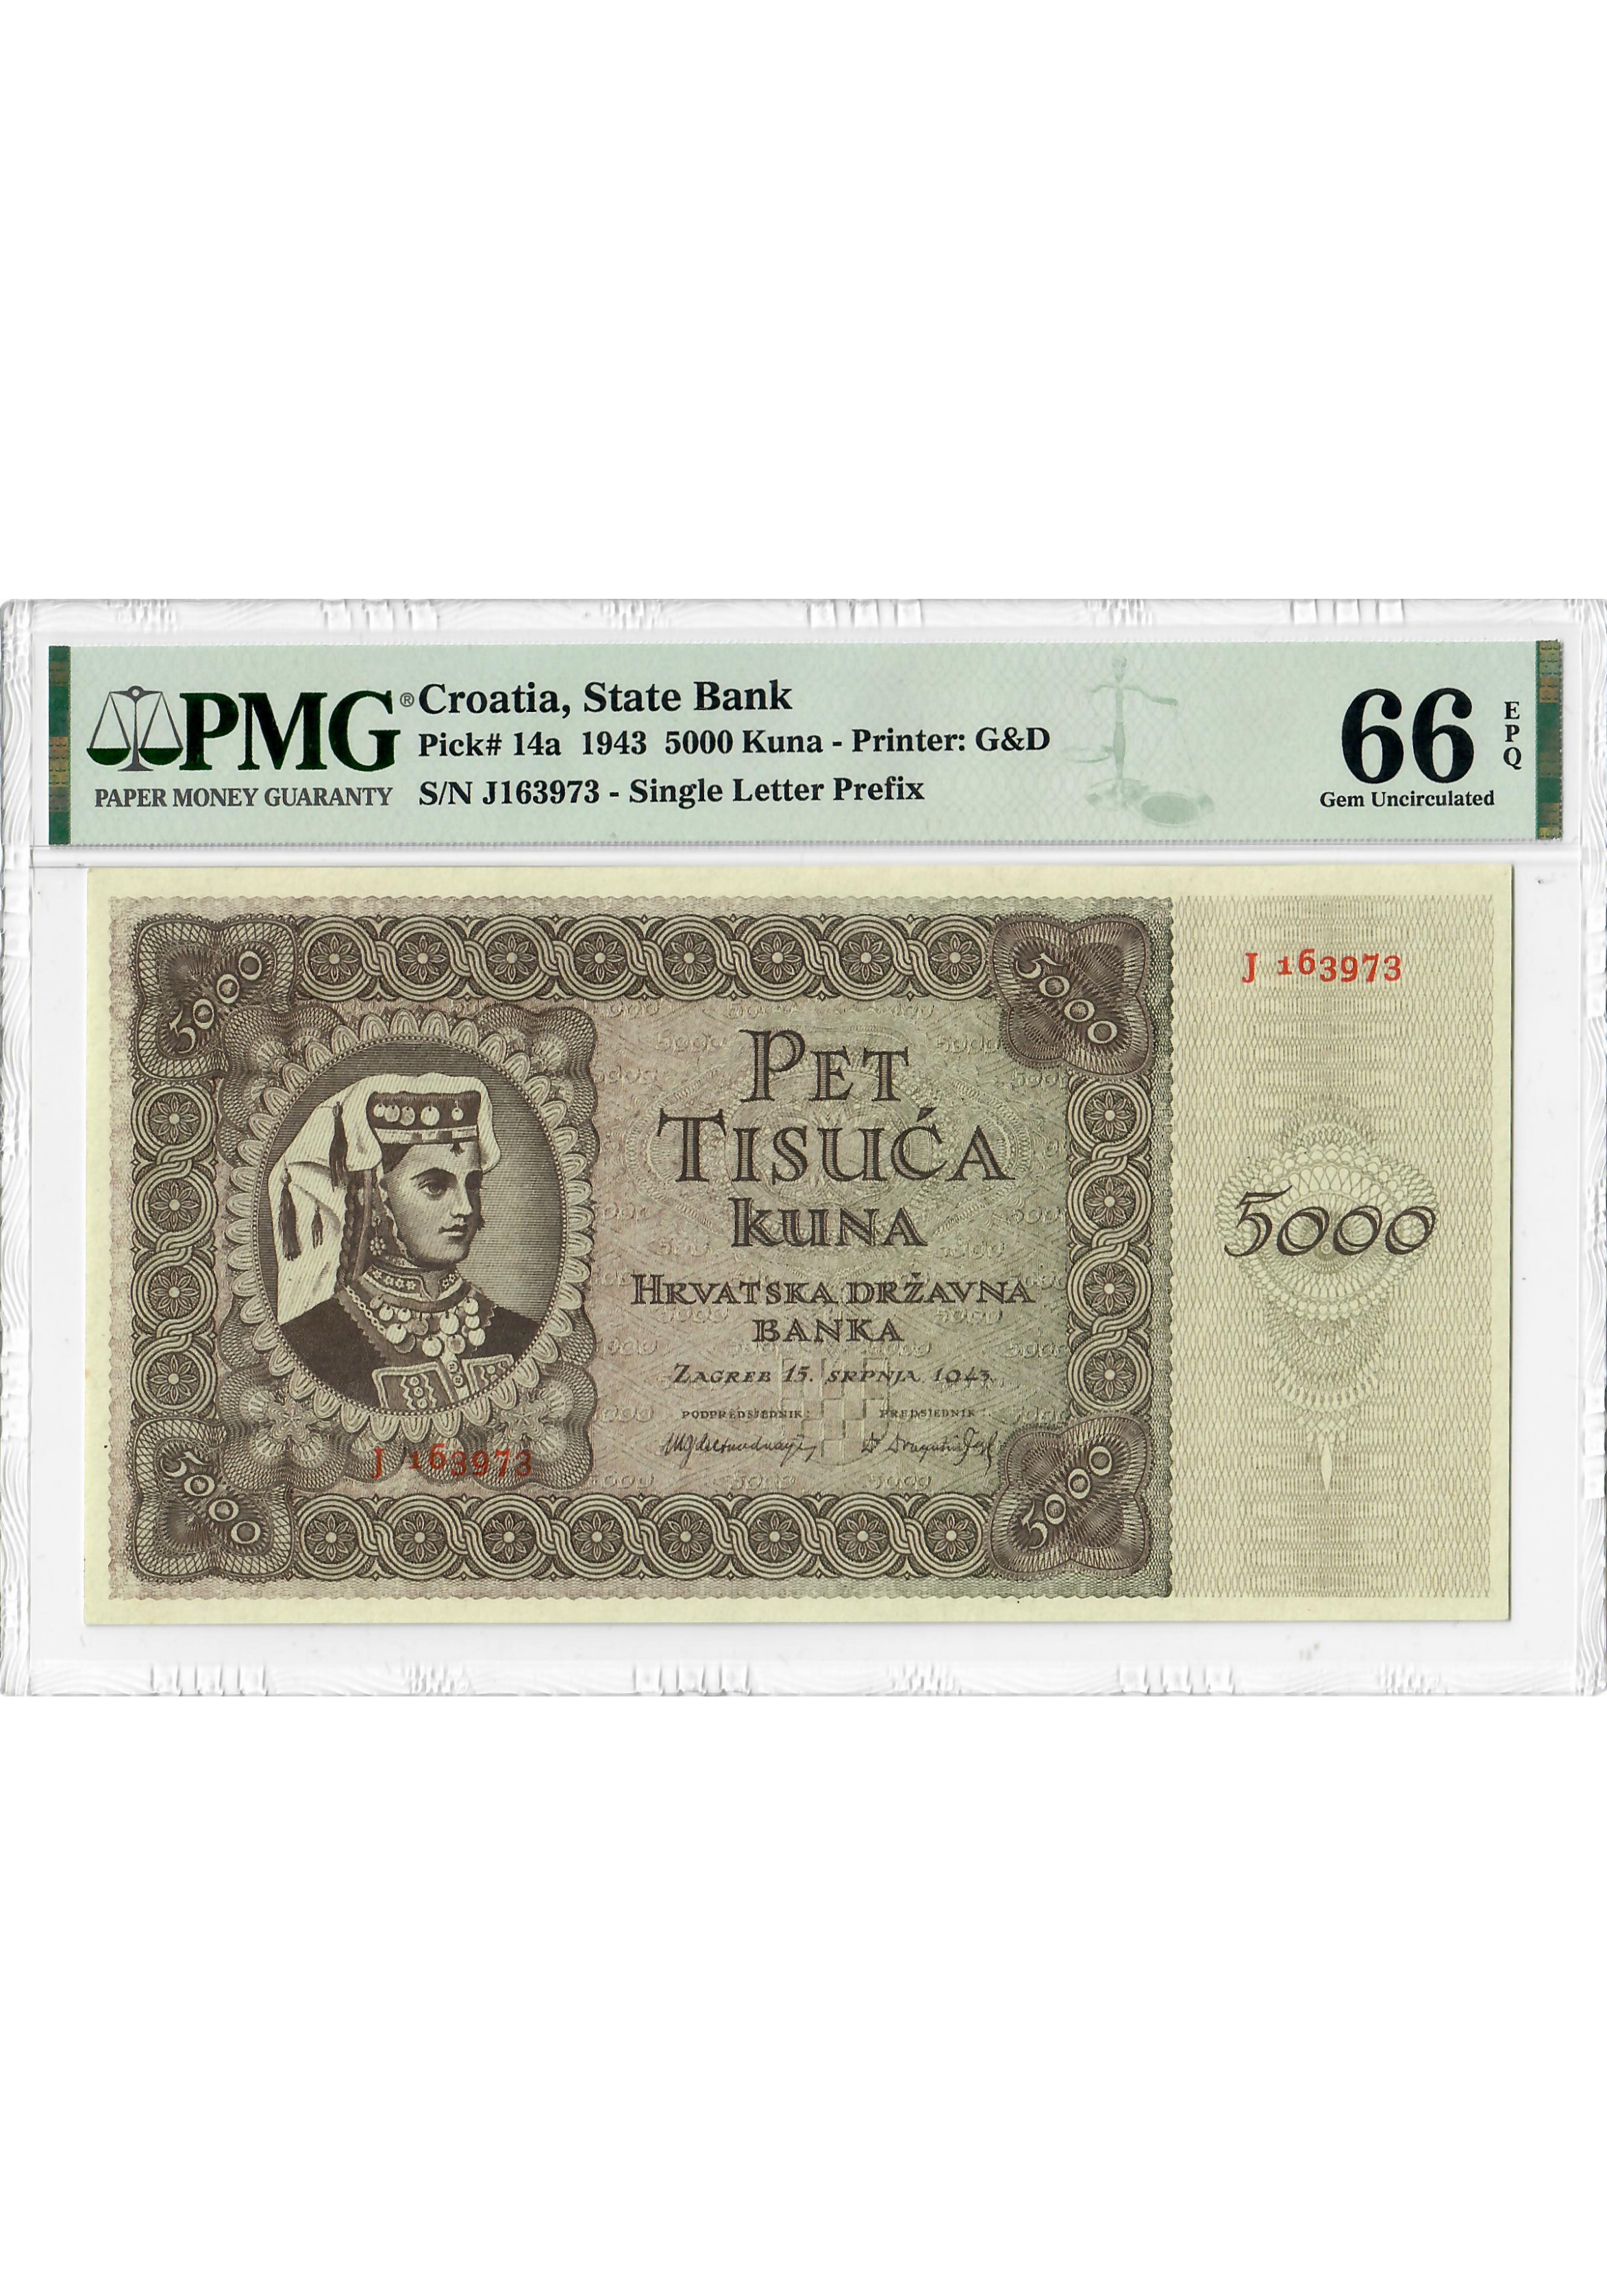 PMG® Croatia, State Bank
Pick# 14a 1943 5000 Kuna - Printer: G&D
PAPER MONEY GUARANTY S/N J163973 - Single Letter Prefix
66 EPQ
Gem Uncirculated
5000
5000
J 163973
PET
TISUĆA
KUNA
5000
HRVATSKA DRŽAVNA
BANKA
ZAGREB 15. SRPNJA 1943.
PODPREDSJEDNIK: PREDSJEDNIK:
J 163973
5000
5000